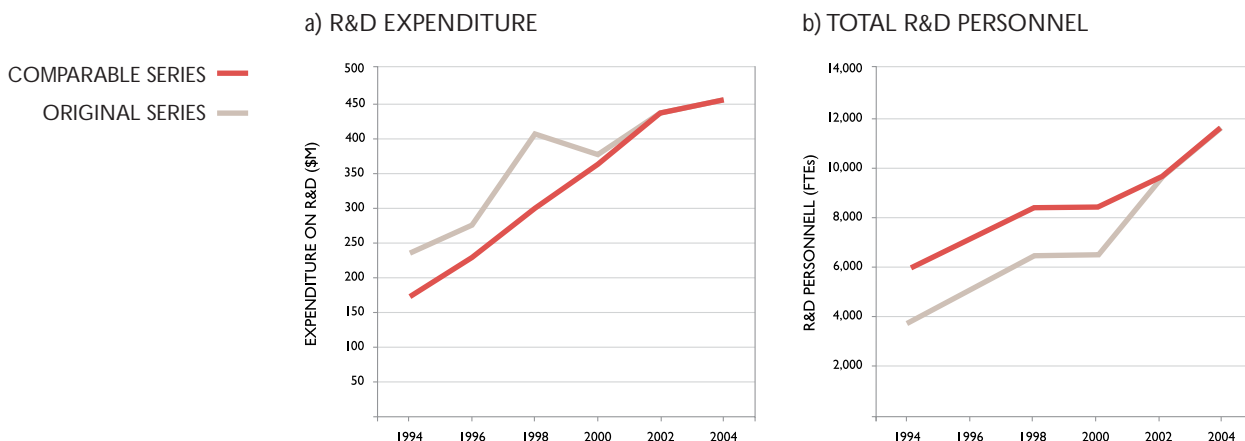 a) R&D EXPENDITURE
b) TOTAL R&D PERSONNEL
COMPARABLE SERIES
ORIGINAL SERIES
EXPENDITURE ON R&D ($M)
500
450
400
350
300
250
200
150
100
50
1994 1996 1998 2000 2002 2004
R&D PERSONNELL (FTEs)
14,000
12,000
10,000
8,000
6,000
4,000
2,000
1994 1996 1998 2000 2002 2004